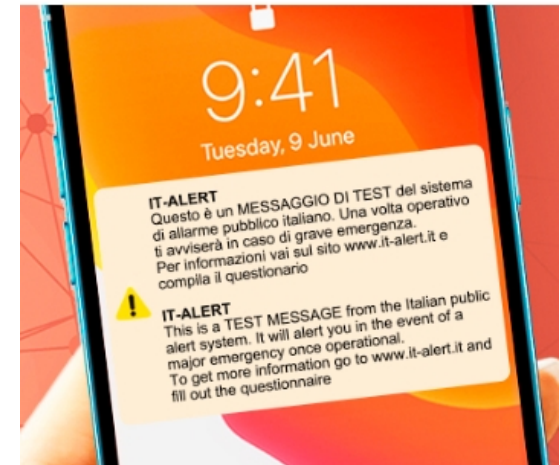 9:41
Tuesday, 9 June
IT-ALERT
Questo è un MESSAGGIO DI TEST del sistema
di allarme pubblico italiano. Una volta operativo
ti avviserà in caso di grave emergenza.
Per informazioni vai sul sito www.it-alert.it e
compila il questionario
IT-ALERT
This is a TEST MESSAGE from the Italian public
alert system. It will alert you in the event of a
major emergency once operational.
To get more information go to www.it-alert.it and
fill out the questionnaire